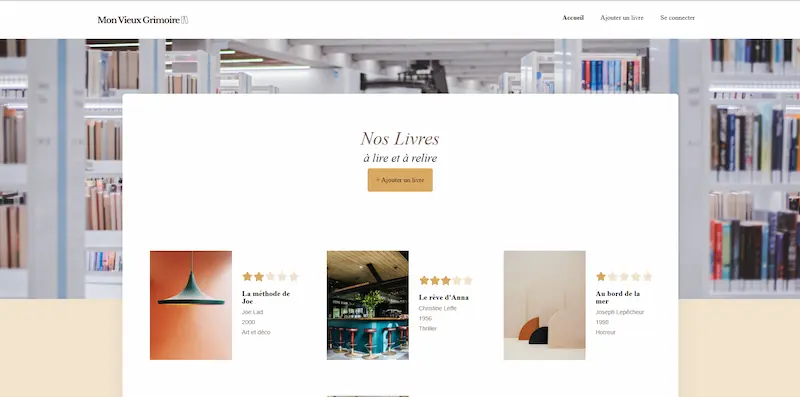 Mon Vieux Grimoire
Accueil
Ajouter un livre
Se connecter
Nos Livres
à lire et à relire
+ Ajouter un livre
La méthode de
Joe
Joe Lad
2000
Art et déco
Le rêve d'Anna
Christine Leffe
1956
Thriller
Au bord de la
mer
Joseph Lepêcheur
1988
Horreur